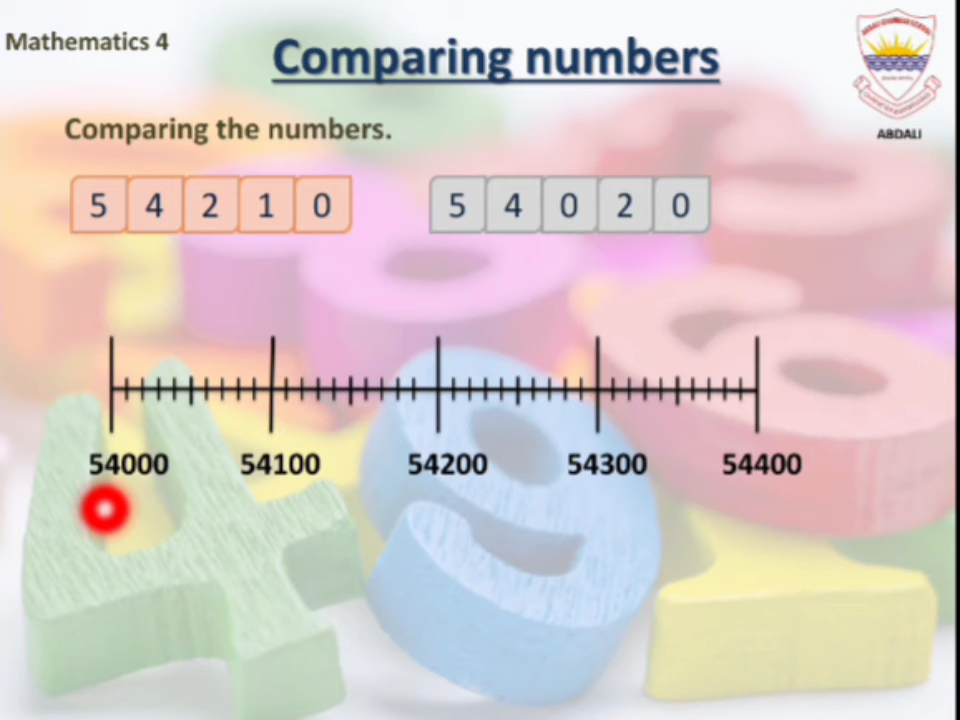 Mathematics 4
Comparing numbers
ABDALI
Comparing the numbers.
5 4 2 1 0 5 4 0 2 0
54000 54100 54200 54300 54400